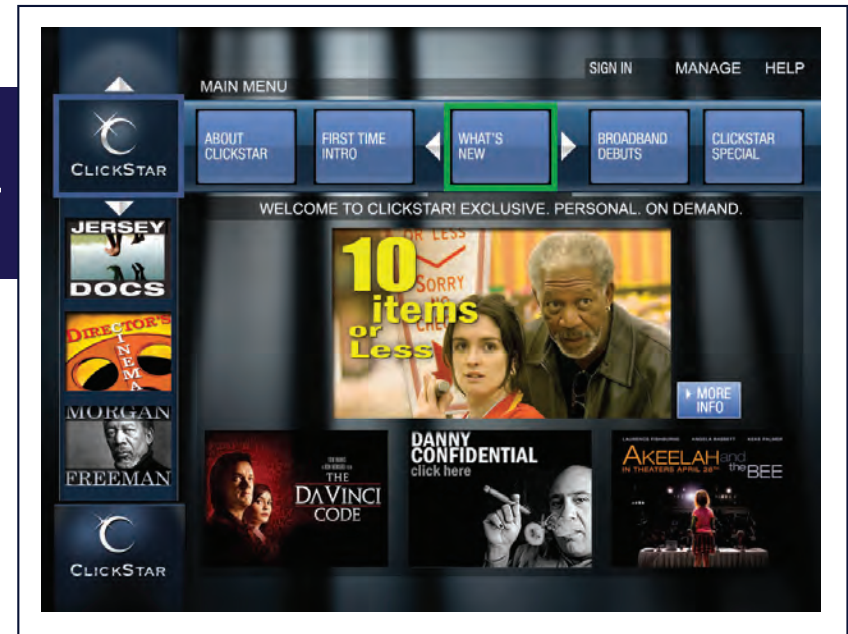 SIGN IN MANAGE HELP
MAIN MENU
CLICKSTAR
ABOUT
CLICKSTAR
FIRST TIME
INTRO
WHAT'S
NEW
BROADBAND
DEBUTS
CLICKSTAR
SPECIAL
WELCOME TO CLICKSTAR! EXCLUSIVE. PERSONAL. ON DEMAND.
JERSEY
DOCS
DIRECTOR'S
CINEMA
MORGAN
FREEMAN
CLICKSTAR
OR LESS
SORRY
NO
10
items
or
Less
MORE
INFO
THE
DA VINCI
CODE
DANNY
CONFIDENTIAL
click here
LAURENCE FISHBURNE ANGELA BASSETT KEKE PALMER
AKEELAH and
IN THEATERS APRIL 28TH the BEE